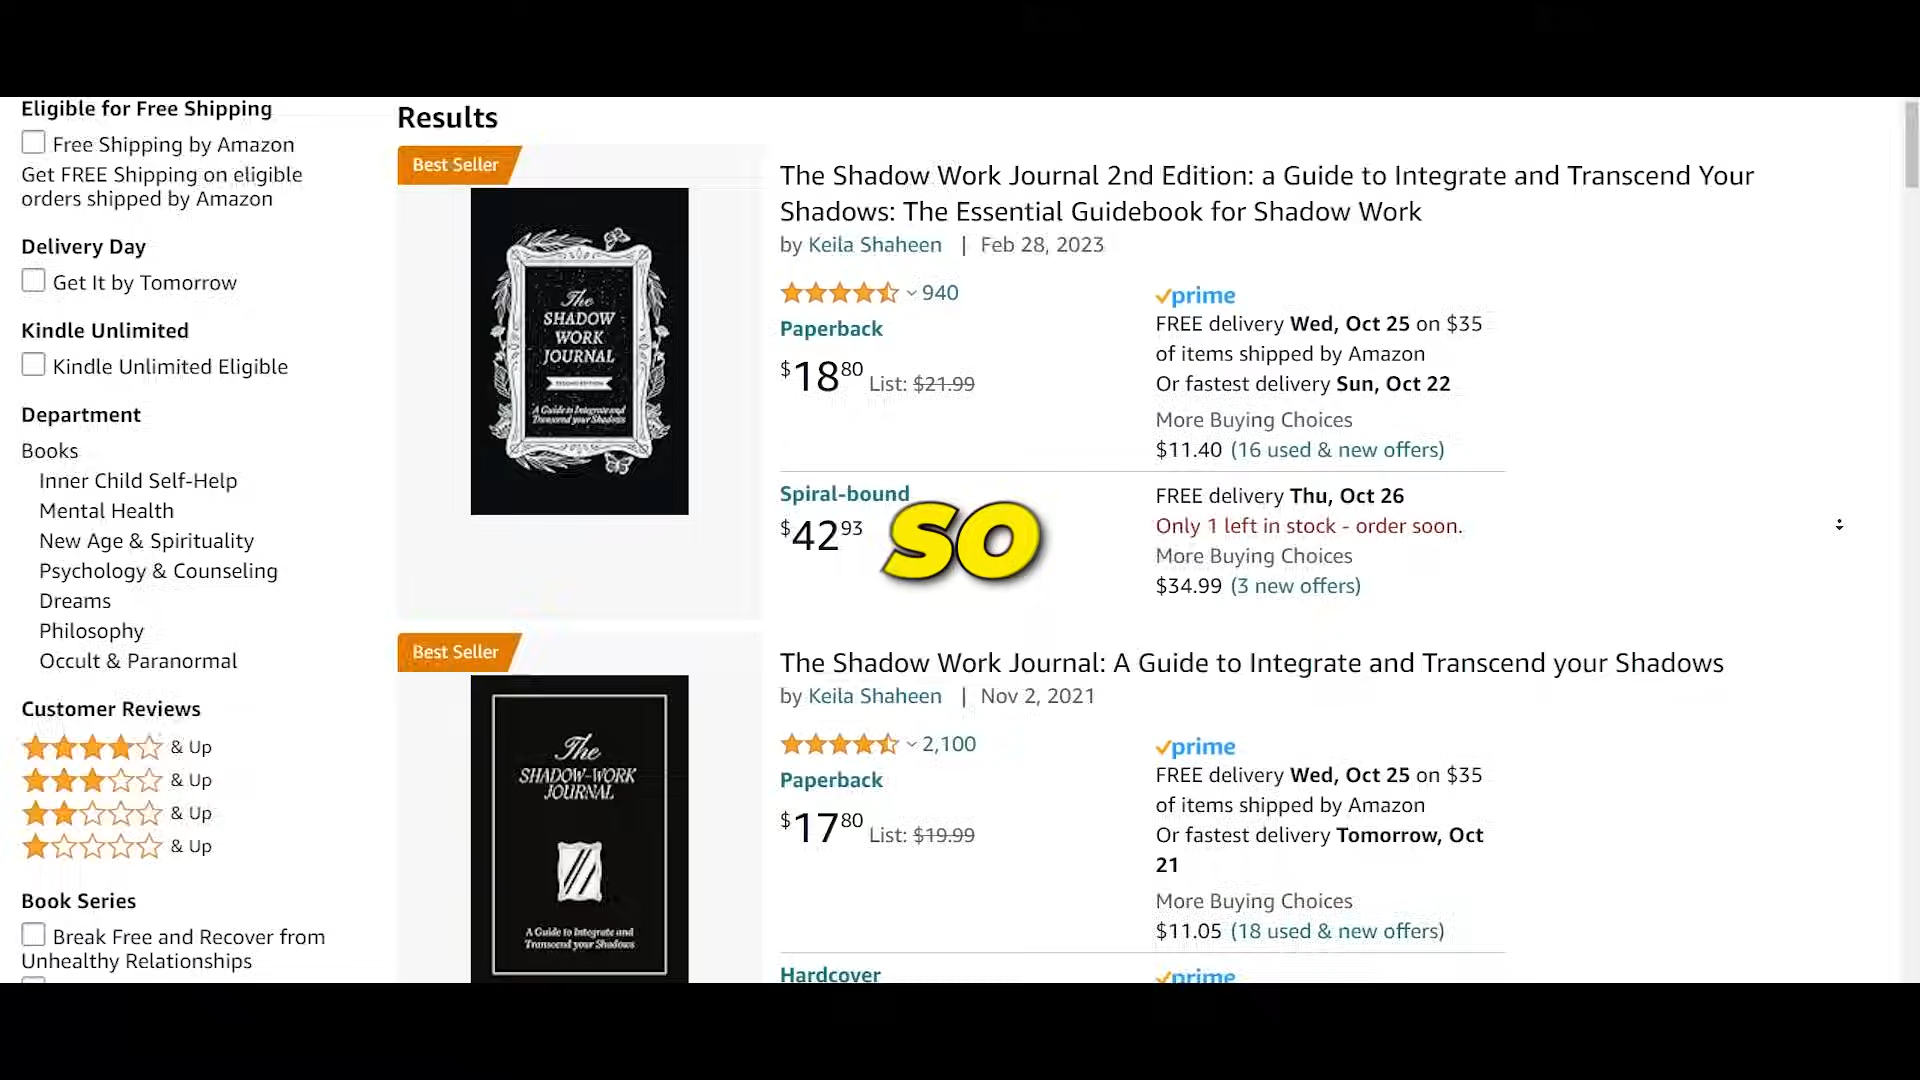 Eligible for Free Shipping
Free Shipping by Amazon
Get FREE Shipping on eligible
orders shipped by Amazon
Delivery Day
Get It by Tomorrow
Kindle Unlimited
Kindle Unlimited Eligible
Department
Books
Inner Child Self-Help
Mental Health
New Age & Spirituality
Psychology & Counseling
Dreams
Philosophy
Occult & Paranormal
Customer Reviews
& Up
& Up
& Up
& Up
Book Series
Break Free and Recover from
Unhealthy Relationships
Results
Best Seller
The
SHADOW
WORK
JOURNAL
SECOND EDITION
A Guide to Integrate and
Transcend your Shadows
The Shadow Work Journal 2nd Edition: a Guide to Integrate and Transcend Your
Shadows: The Essential Guidebook for Shadow Work
by Keila Shaheen | Feb 28, 2023
940
Paperback
$18.80 List: $21.99
prime
FREE delivery Wed, Oct 25 on $35
of items shipped by Amazon
Or fastest delivery Sun, Oct 22
More Buying Choices
$11.40 (16 used & new offers)
Spiral-bound
$42.93
FREE delivery Thu, Oct 26
Only 1 left in stock - order soon.
More Buying Choices
$34.99 (3 new offers)
SO
Best Seller
The
SHADOW-WORK
JOURNAL
A Guide to Integrate and
Transcend your Shadows
The Shadow Work Journal: A Guide to Integrate and Transcend your Shadows
by Keila Shaheen | Nov 2, 2021
2,100
Paperback
$17.80 List: $19.99
prime
FREE delivery Wed, Oct 25 on $35
of items shipped by Amazon
Or fastest delivery Tomorrow, Oct
21
More Buying Choices
$11.05 (18 used & new offers)
Hardcover
prime